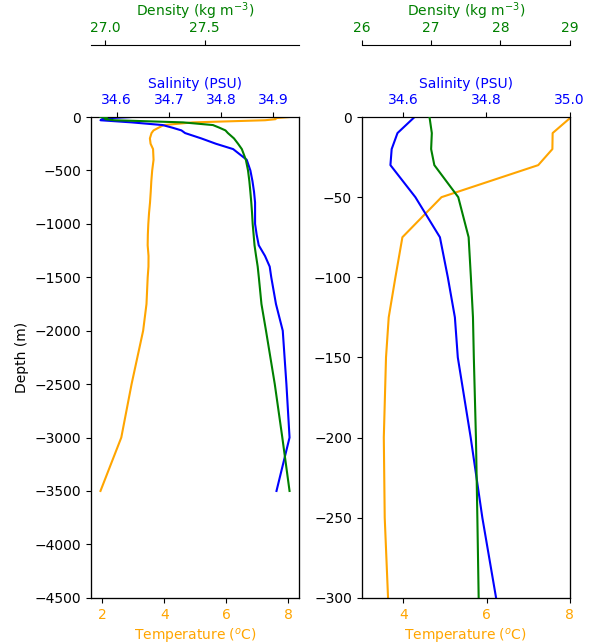 Density (kg m⁻³)
27.0 27.5
Salinity (PSU)
34.6 34.7 34.8 34.9
0
−500
−1000
−1500
−2000
−2500
−3000
−3500
−4000
−4500
Depth (m)
2 4 6 8
Temperature (⁰C)
Density (kg m⁻³)
26 27 28 29
Salinity (PSU)
34.6 34.8 35.0
0
−50
−100
−150
−200
−250
−300
4 6 8
Temperature (⁰C)